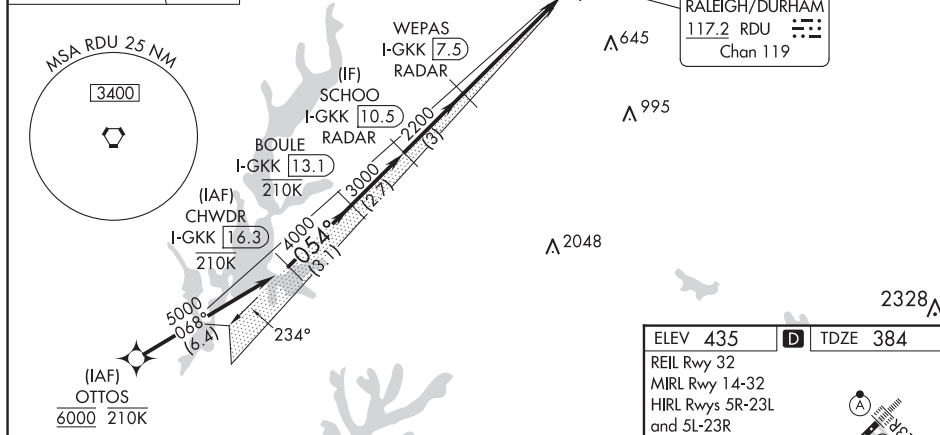 MSA RDU 25 NM
3400
WEPAS
I-GKK 7.5
RADAR
(IF)
SCHOO
I-GKK 10.5
RADAR
BOULE
I-GKK 13.1
210K
(IAF)
CHWDR
I-GKK 16.3
210K
(IAF)
OTTOS
6000 210K
5000
068°
(6.4)
4000
054°
(3.1)
3000
(2.7)
2200
(3)
234°
RALEIGH/DURHAM
117.2 RDU
Chan 119
645
995
2048
2328
ELEV 435 D TDZE 384
REIL Rwy 32
MIRL Rwy 14-32
HIRL Rwys 5R-23L
and 5L-23R
A